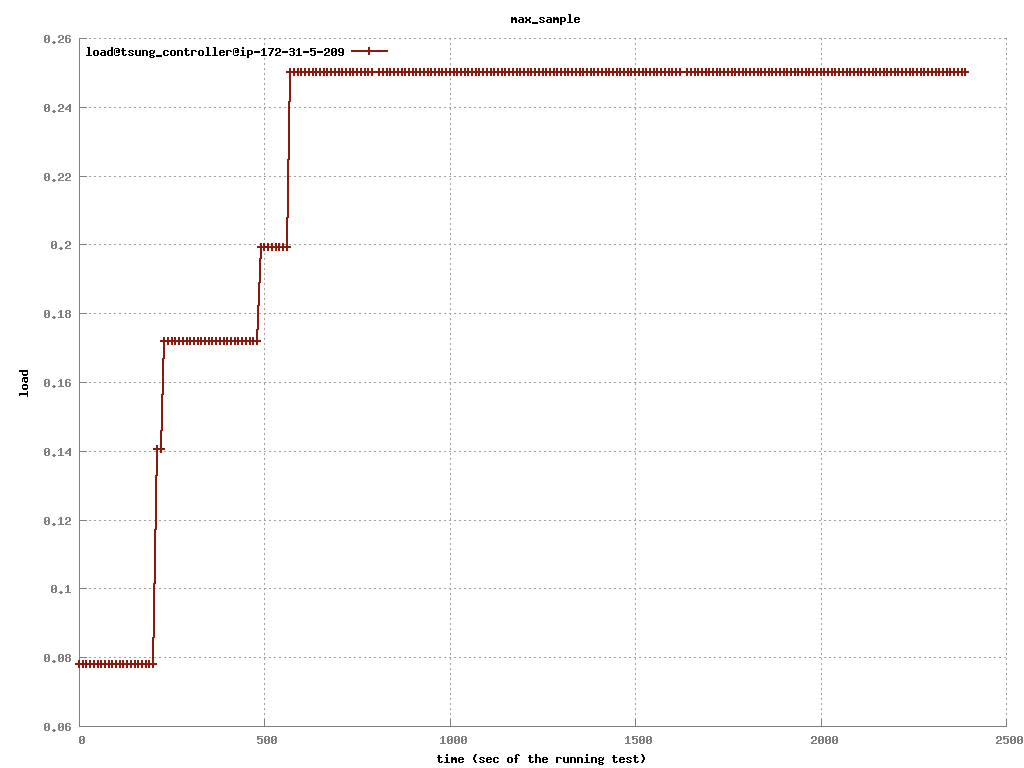 max_sample
load@tsung_controller@ip-172-31-5-209
0.26
0.24
0.22
0.2
0.18
0.16
0.14
0.12
0.1
0.08
0.06
load
0 500 1000 1500 2000 2500
time (sec of the running test)